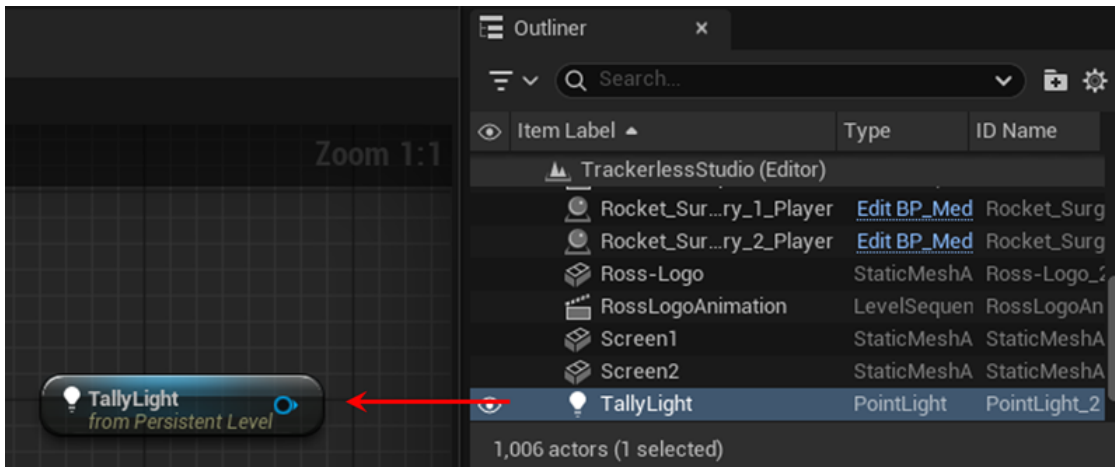 Outliner
Search...
Item Label Type ID Name
Zoom 1:1
TrackerlessStudio (Editor)
Rocket_Sur...ry_1_Player Edit BP_Med Rocket_Surg
Rocket_Sur...ry_2_Player Edit BP_Med Rocket_Surg
Ross-Logo StaticMeshA Ross-Logo_2
RossLogoAnimation LevelSequen RossLogoAn
Screen1 StaticMeshA StaticMeshA
Screen2 StaticMeshA StaticMeshA
TallyLight
from Persistent Level
TallyLight PointLight PointLight_2
1,006 actors (1 selected)